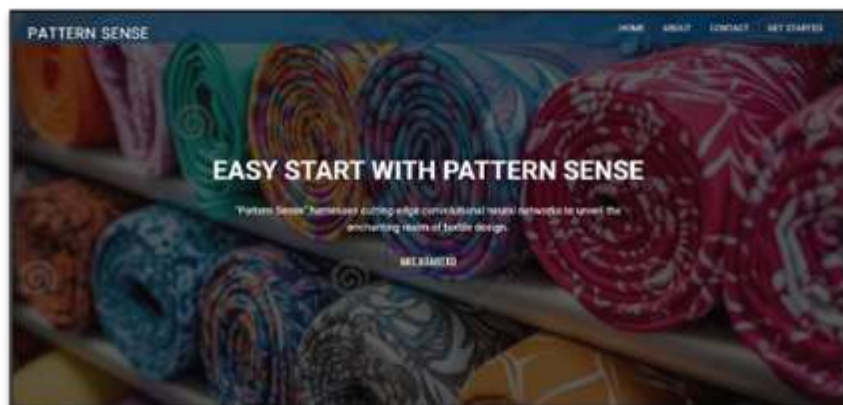 PATTERN SENSE
HOME ABOUT CONTACT GET STARTED
EASY START WITH PATTERN SENSE
"Pattern Sense" harnesses cutting-edge convolutional neural networks to unveil the
enchanting realm of textile design.
GET STARTED